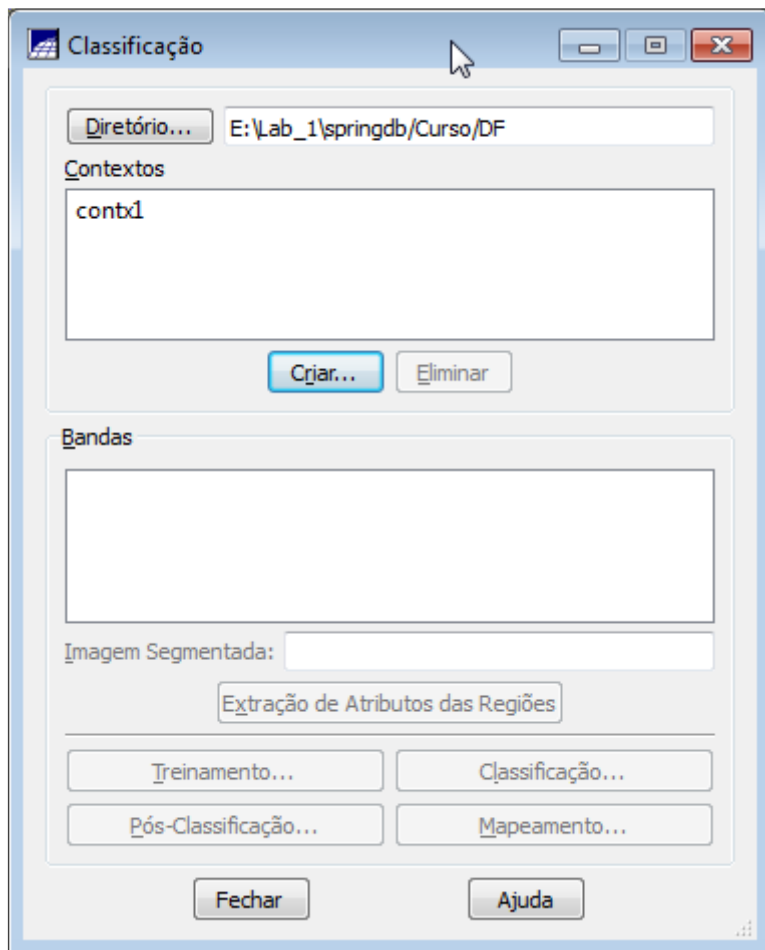 Classificação
Diretório... E:\Lab_1\springdb/Curso/DF
Contextos
contx1
Criar... Eliminar
Bandas
Imagem Segmentada:
Extração de Atributos das Regiões
Treinamento... Classificação...
Pós-Classificação... Mapeamento...
Fechar Ajuda